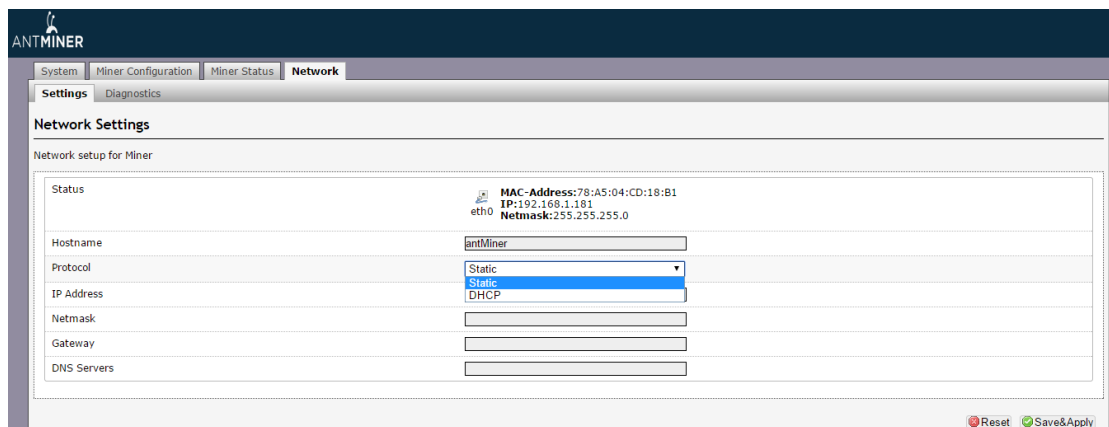 ANTMINER
System Miner Configuration Miner Status Network
Settings Diagnostics
Network Settings
Network setup for Miner
Status
MAC-Address:78:A5:04:CD:18:B1
IP:192.168.1.181
eth0 Netmask:255.255.255.0
Hostname antMiner
Protocol Static
Static
IP Address DHCP
Netmask
Gateway
DNS Servers
Reset Save&Apply